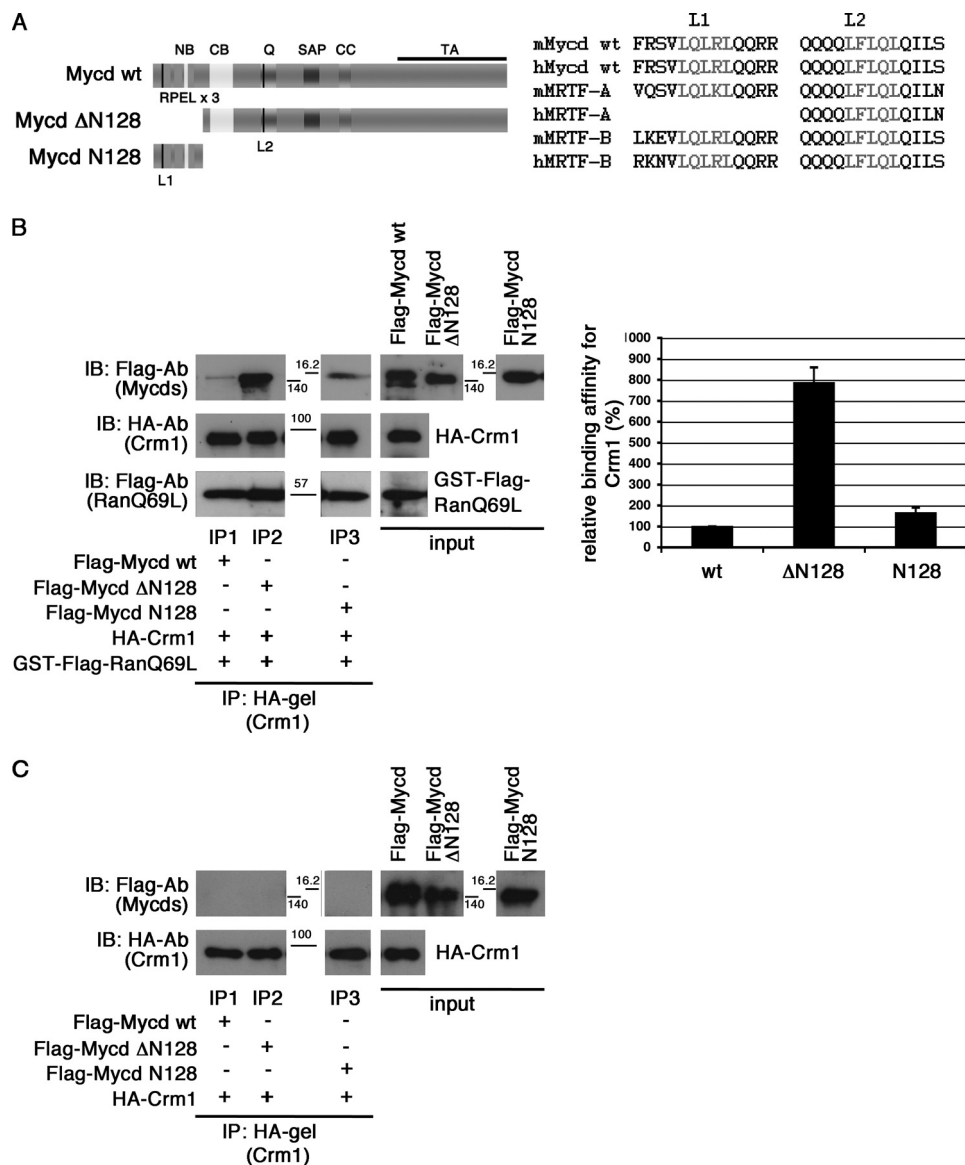 A
NB CB Q SAP CC TA
Mycd wt
RPEL x 3
Mycd ΔN128
L2
Mycd N128
L1
L1 L2
mMycd wt FRSVLQLRLQQRR QQQQLFLQLQILS
hMycd wt FRSVLQLRLQQRR QQQQLFLQLQILS
mMRTF-A VQSVLQLKLQQRR QQQQLFLQLQILN
hMRTF-A QQQQLFLQLQILN
mMRTF-B LKEVLQLRLQQRR QQQQLFLQLQILS
hMRTF-B RKNVLQLRLQQRR QQQQLFLQLQILS
B
Flag-Mycd wt
Flag-Mycd ΔN128
Flag-Mycd N128
IB: Flag-Ab (Mycds)
16.2
140
16.2
140
IB: HA-Ab (Crm1)
100
HA-Crm1
IB: Flag-Ab (RanQ69L)
57
GST-Flag-RanQ69L
IP1 IP2 IP3
input
Flag-Mycd wt + - -
Flag-Mycd ΔN128 - + -
Flag-Mycd N128 - - +
HA-Crm1 + + +
GST-Flag-RanQ69L + + +
IP: HA-gel
(Crm1)
relative binding affinity for Crm1 (%)
1000
900
800
700
600
500
400
300
200
100
0
wt ΔN128 N128
C
Flag-Mycd
Flag-Mycd ΔN128
Flag-Mycd N128
IB: Flag-Ab (Mycds)
16.2
140
16.2
140
IB: HA-Ab (Crm1)
100
HA-Crm1
IP1 IP2 IP3
input
Flag-Mycd wt + - -
Flag-Mycd ΔN128 - + -
Flag-Mycd N128 - - +
HA-Crm1 + + +
IP: HA-gel
(Crm1)